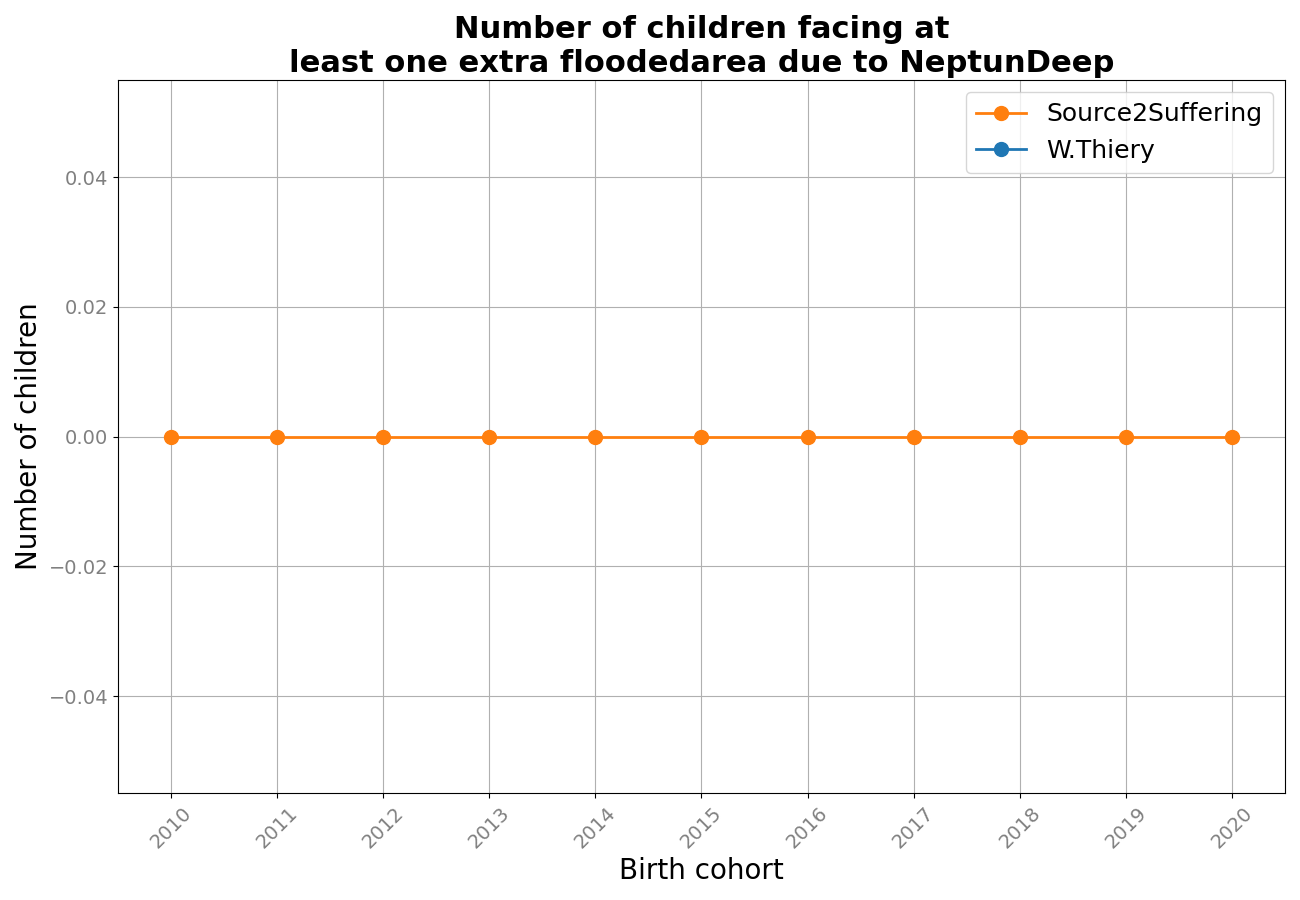 Number of children facing at
least one extra floodedarea due to NeptunDeep
Source2Suffering
W.Thiery
Number of children
0.04
0.02
0.00
−0.02
−0.04
2010
2011
2012
2013
2014
2015
2016
2017
2018
2019
2020
Birth cohort